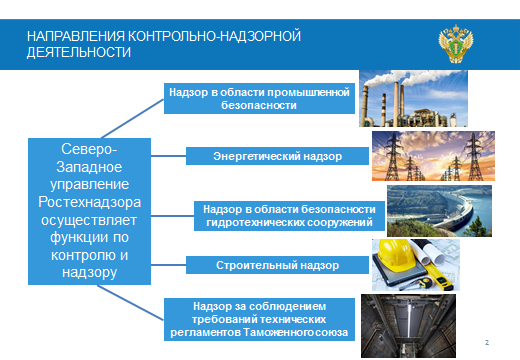 НАПРАВЛЕНИЯ КОНТРОЛЬНО-НАДЗОРНОЙ
ДЕЯТЕЛЬНОСТИ
Северо-
Западное
управление
Ростехнадзора
осуществляет
функции по
контролю и
надзору
Надзор в области промышленной
безопасности
Энергетический надзор
Надзор в области безопасности
гидротехнических сооружений
Строительный надзор
Надзор за соблюдением
требований технических
регламентов Таможенного союза
2